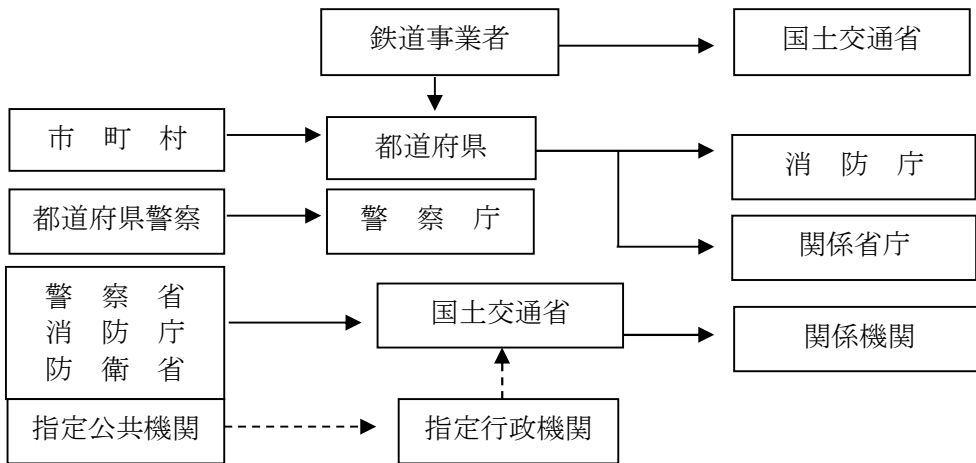 鉄道事業者
国土交通省
市　町　村
都道府県
消　防　庁
都道府県警察
警　察　庁
関係省庁
警　察　省
消　防　庁
防　衛　省
国土交通省
関係機関
指定公共機関
指定行政機関